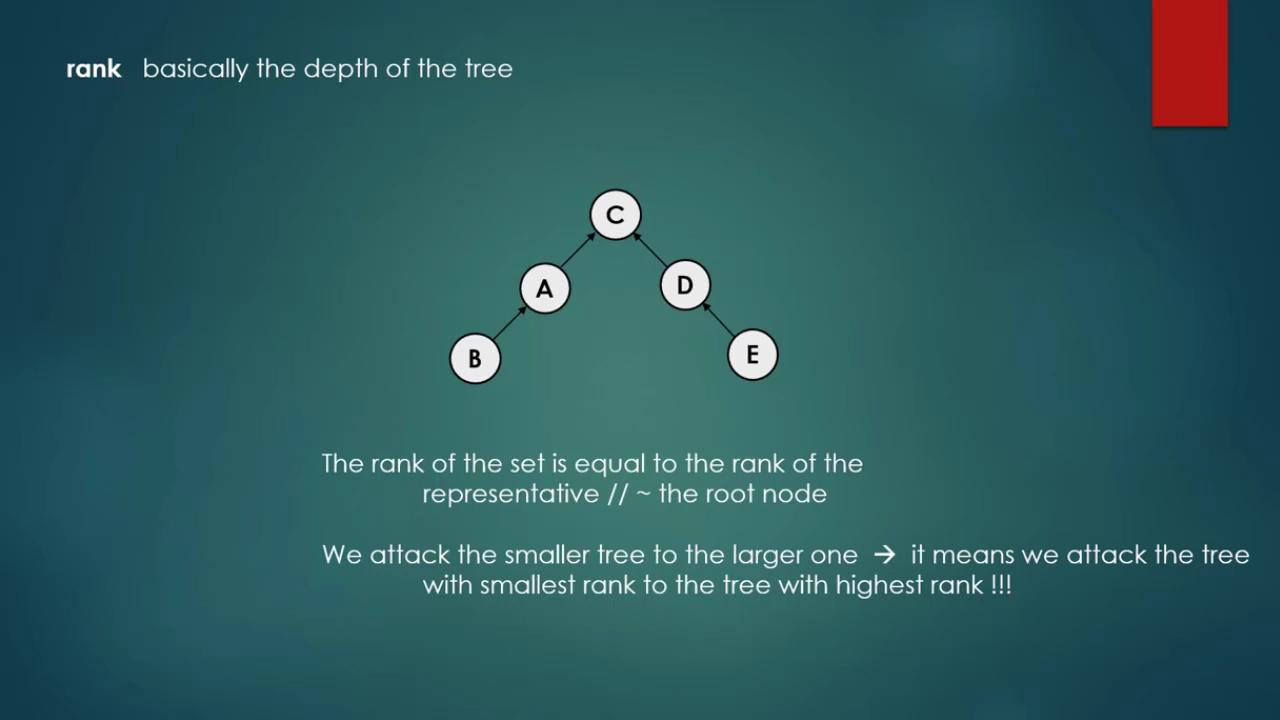 rank basically the depth of the tree
C
A
D
B
E
The rank of the set is equal to the rank of the
representative // ~ the root node
We attack the smaller tree to the larger one → it means we attack the tree
with smallest rank to the tree with highest rank !!!